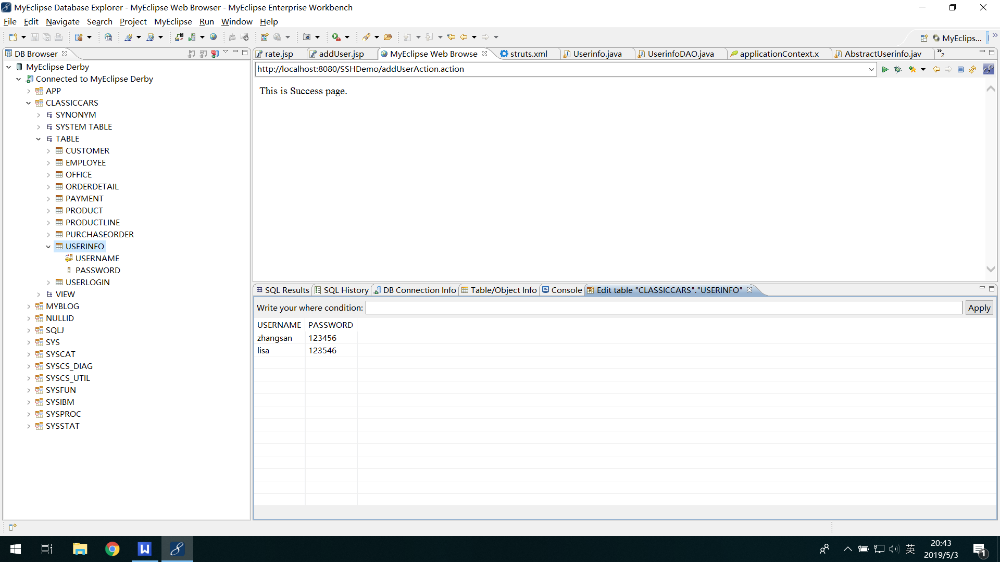 MyEclipse Database Explorer - MyEclipse Web Browser - MyEclipse Enterprise Workbench
File Edit Navigate Search Project MyEclipse Run Window Help
MyEclips...
DB Browser
MyEclipse Derby
Connected to MyEclipse Derby
APP
CLASSICCARS
SYNONYM
SYSTEM TABLE
TABLE
CUSTOMER
EMPLOYEE
OFFICE
ORDERDETAIL
PAYMENT
PRODUCT
PRODUCTLINE
PURCHASEORDER
USERINFO
USERNAME
PASSWORD
USERLOGIN
VIEW
MYBLOG
NULLID
SQLJ
SYS
SYSCAT
SYSCS_DIAG
SYSCS_UTIL
SYSFUN
SYSIBM
SYSPROC
SYSSTAT
rate.jsp addUser.jsp MyEclipse Web Browse struts.xml Userinfo.java UserinfoDAO.java applicationContext.x AbstractUserinfo.jav »2
http://localhost:8080/SSHDemo/addUserAction.action
This is Success page.
SQL Results SQL History DB Connection Info Table/Object Info Console Edit table "CLASSICCARS"."USERINFO"
Write your where condition: Apply
USERNAME PASSWORD
zhangsan 123456
lisa 123546
英
20:43
2019/5/3
1